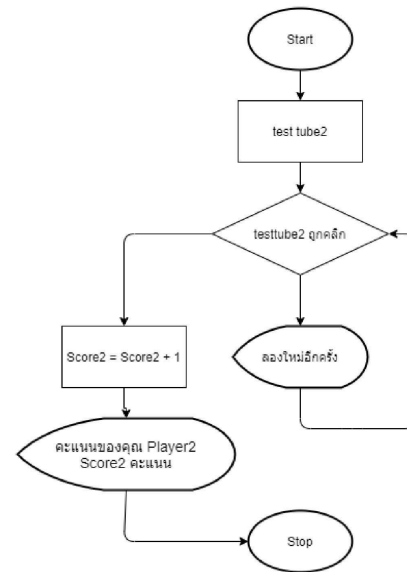 Start
test tube2
testtube2 ถูกคลิก
Score2 = Score2 + 1
ลองใหม่อีกครั้ง
คะแนนของคุณ Player2
Score2 คะแนน
Stop